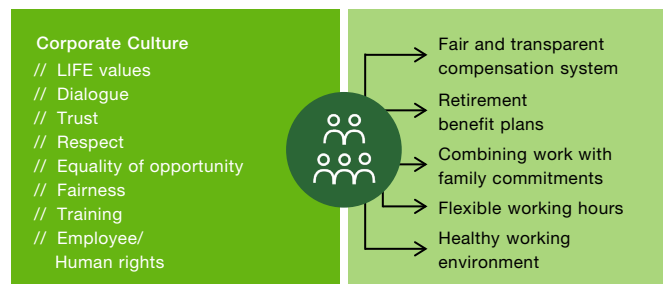 Corporate Culture
// LIFE values
// Dialogue
// Trust
// Respect
// Equality of opportunity
// Fairness
// Training
// Employee/
Human rights
Fair and transparent
compensation system
Retirement
benefit plans
Combining work with
family commitments
Flexible working hours
Healthy working
environment